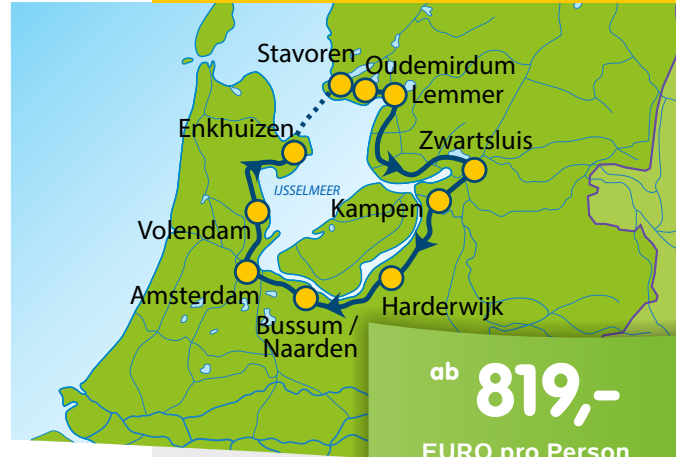 Stavoren
Oudemirdum
Lemmer
Enkhuizen
Zwartsluis
IJSSELMEER
Kampen
Volendam
Amsterdam
Harderwijk
Bussum /
Naarden
ab 819,-
EURO pro Person